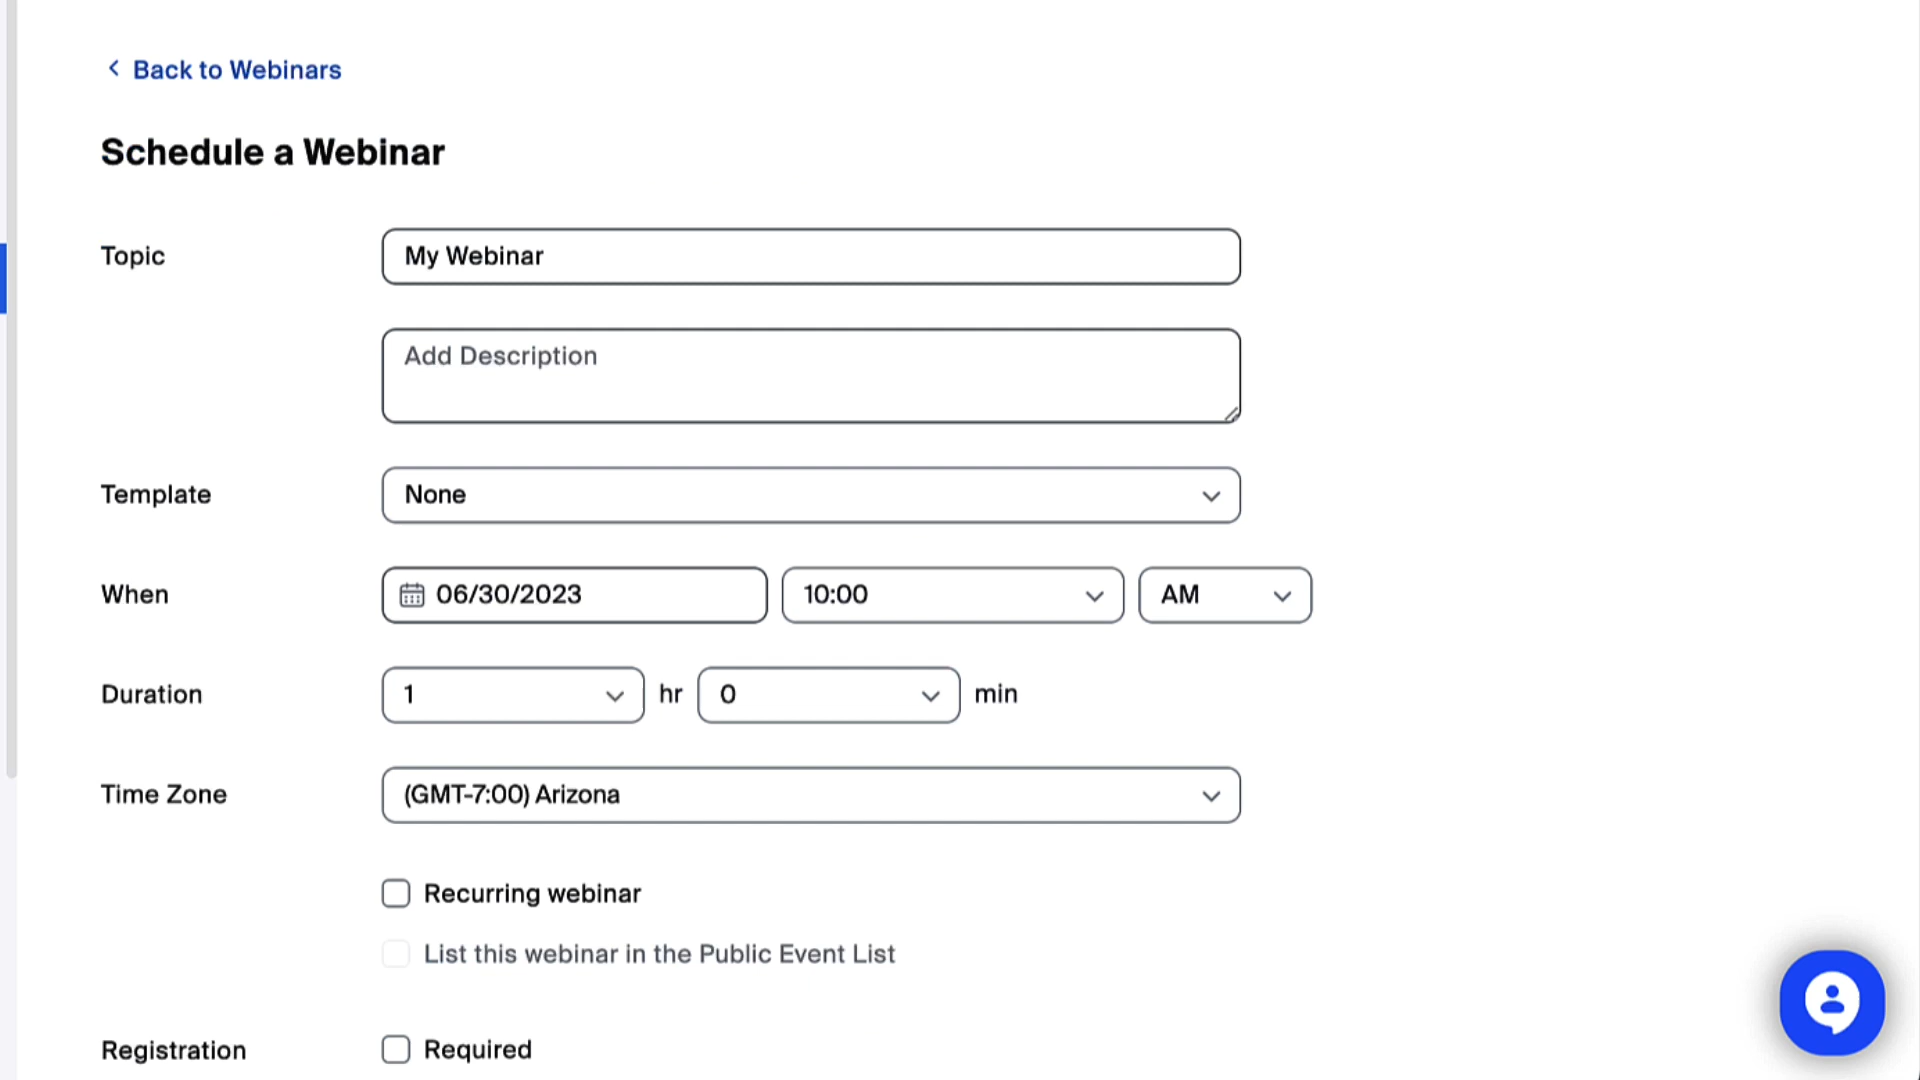 Back to Webinars
Schedule a Webinar
Topic
My Webinar
Add Description
Template
None
When
06/30/2023
10:00
AM
Duration
1
hr
0
min
Time Zone
(GMT-7:00) Arizona
Recurring webinar
List this webinar in the Public Event List
Registration
Required